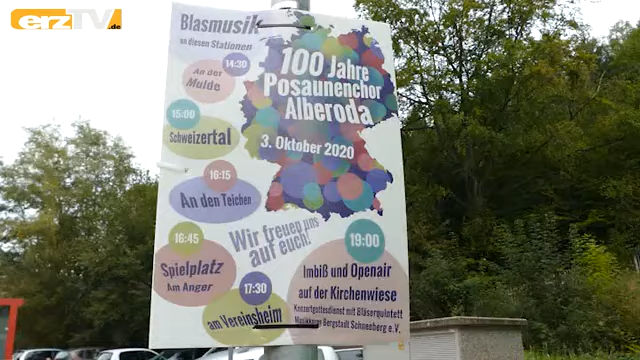 erzTV.de
Blasmusik
an diesen Stationen
14:30
An der
Mulde
15:00
Schweizertal
16:15
An den Teichen
16:45
Spielplatz
Am Anger
17:30
am Vereinsheim
100 Jahre
Posaunenchor
Alberoda
3. Oktober 2020
Wir freuen uns
auf euch!
19:00
Imbiß und Openair
auf der Kirchenwiese
Konzertgottesdienst mit Bläserquintett
Musikkorps Bergstadt Schneeberg e.V.